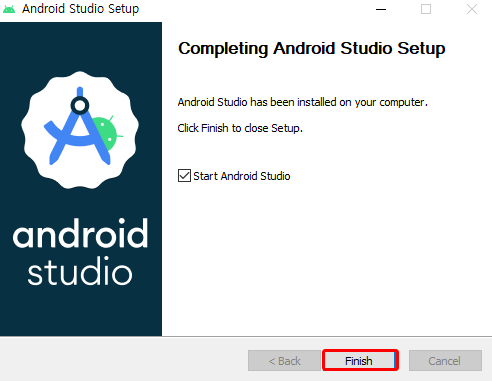 Android Studio Setup
Completing Android Studio Setup
Android Studio has been installed on your computer.
Click Finish to close Setup.
Start Android Studio
android
studio
< Back
Finish
Cancel